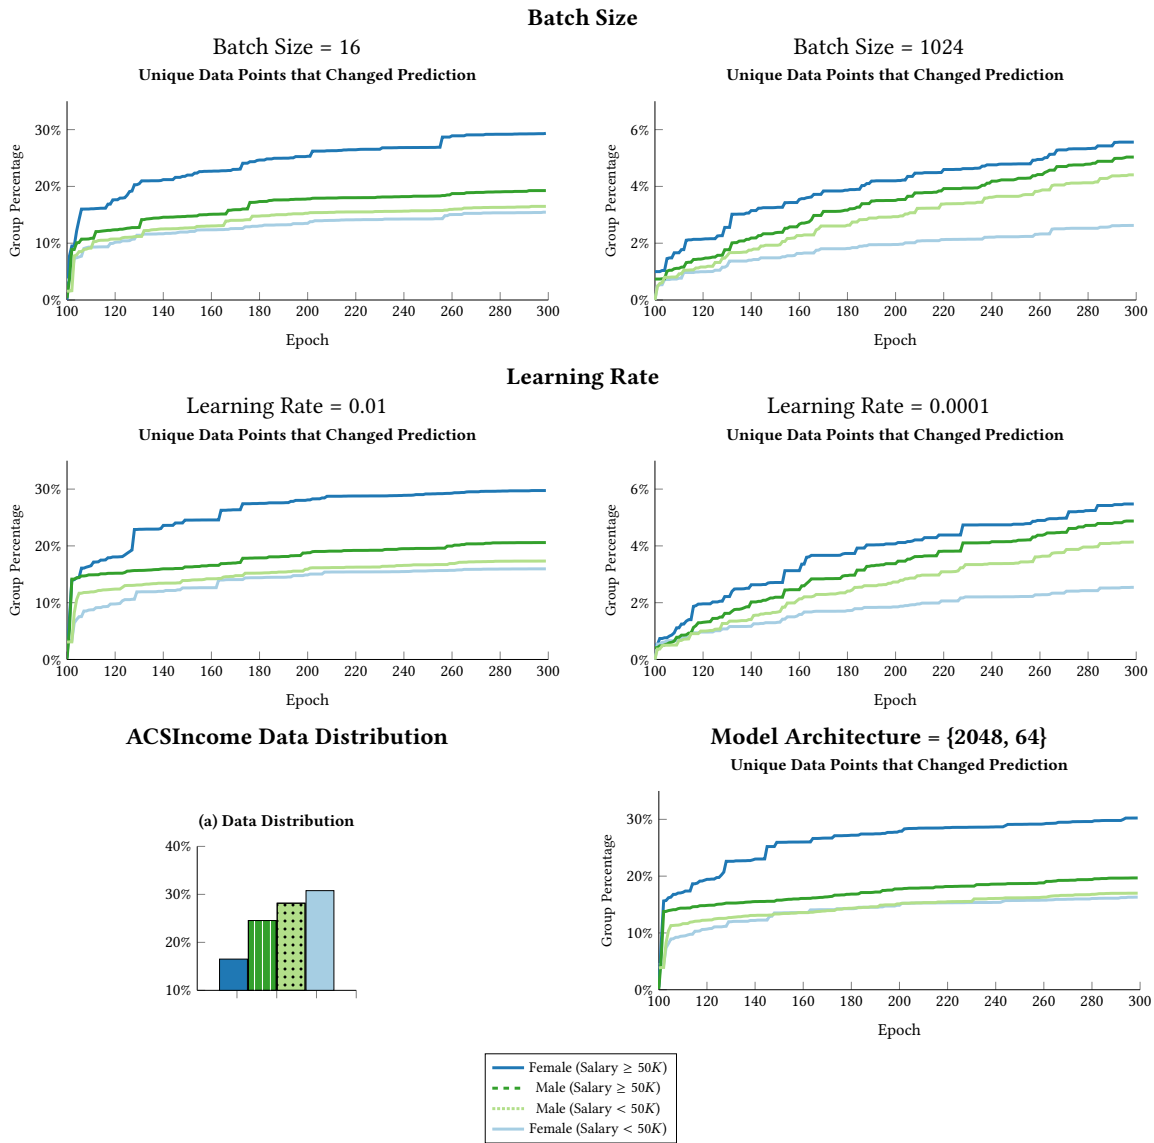 Batch Size
Batch Size = 16
Unique Data Points that Changed Prediction
Group Percentage
30%
20%
10%
0%
100 120 140 160 180 200 220 240 260 280 300
Epoch
Batch Size = 1024
Unique Data Points that Changed Prediction
Group Percentage
6%
4%
2%
0%
100 120 140 160 180 200 220 240 260 280 300
Epoch
Learning Rate
Learning Rate = 0.01
Unique Data Points that Changed Prediction
Group Percentage
30%
20%
10%
0%
100 120 140 160 180 200 220 240 260 280 300
Epoch
Learning Rate = 0.0001
Unique Data Points that Changed Prediction
Group Percentage
6%
4%
2%
0%
100 120 140 160 180 200 220 240 260 280 300
Epoch
ACSIncome Data Distribution
(a) Data Distribution
40%
30%
20%
10%
Model Architecture = {2048, 64}
Unique Data Points that Changed Prediction
Group Percentage
30%
20%
10%
0%
100 120 140 160 180 200 220 240 260 280 300
Epoch
Female (Salary ≥ 50K)
Male (Salary ≥ 50K)
Male (Salary < 50K)
Female (Salary < 50K)